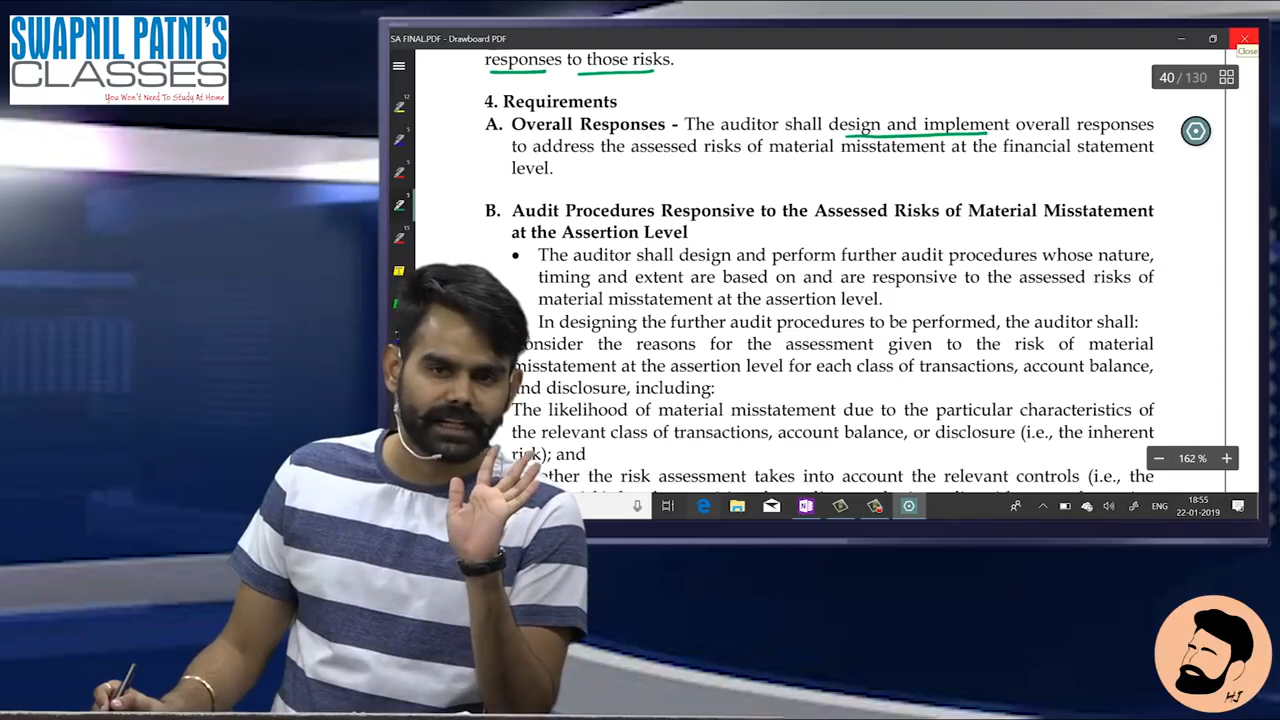 SWAPNIL PATNI'S
CLASSES
You Won't Need To Study At Home
SA FINAL.PDF - Drawboard PDF
Close
responses to those risks.
40 / 130
4. Requirements
A. Overall Responses - The auditor shall design and implement overall responses
to address the assessed risks of material misstatement at the financial statement
level.
B. Audit Procedures Responsive to the Assessed Risks of Material Misstatement
at the Assertion Level
• The auditor shall design and perform further audit procedures whose nature,
timing and extent are based on and are responsive to the assessed risks of
material misstatement at the assertion level.
In designing the further audit procedures to be performed, the auditor shall:
the reasons for the assessment given to the risk of material
at the assertion level for each class of transactions, account balance,
disclosure, including:
The likelihood of material misstatement due to the particular characteristics of
the relevant class of transactions, account balance, or disclosure (i.e., the inherent
risk); and
the risk assessment takes into account the relevant controls (i.e., the
162 %
ENG
18:55
22-01-2019
HJ